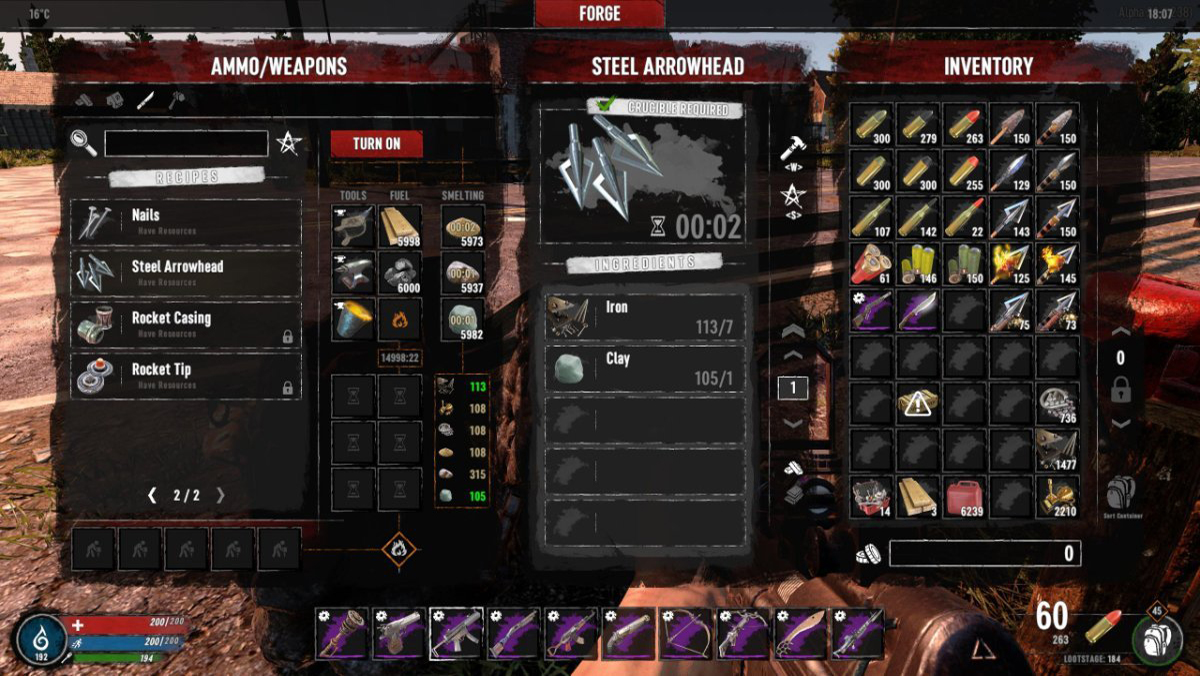 16°C
FORGE
Alpha 18:07
AMMO/WEAPONS
STEEL ARROWHEAD
INVENTORY
CRUCIBLE REQUIRED
TURN ON
00:02
<W>
<S>
RECIPES
TOOLS FUEL SMELTING
INGREDIENTS
Nails
Have Resources
Steel Arrowhead
Have Resources
Rocket Casing
Have Resources
Rocket Tip
Have Resources
2/2
5998
00:02
5973
6000
00:01
5937
00:01
5982
14998:22
113
108
108
108
315
105
Iron
113/7
Clay
105/1
1
300 279 263 150 150
300 300 255 129 150
107 142 22 143 150
61 146 150 125 145
75 73
736
1477
14 3 6239 2210
0
Sort Container
0
192
200/200
200/200
194
60
263
45
LOOTSTAGE: 184